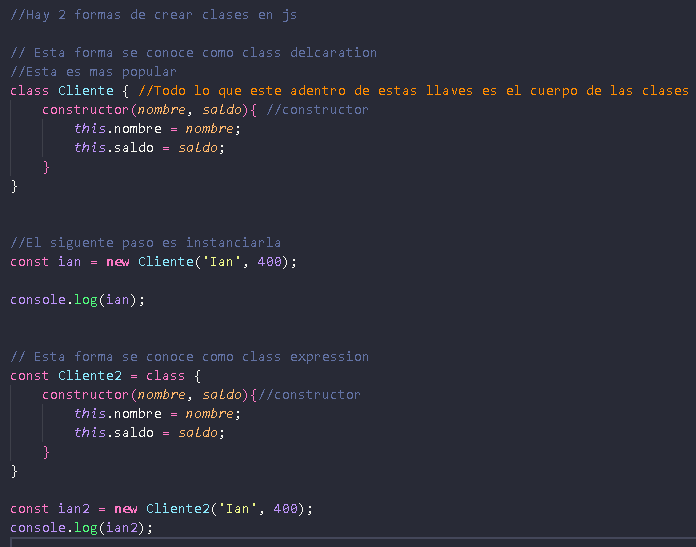 //Hay 2 formas de crear clases en js
// Esta forma se conoce como class delcaration
//Esta es mas popular
class Cliente { //Todo lo que este adentro de estas llaves es el cuerpo de las clases
constructor(nombre, saldo){ //constructor
this.nombre = nombre;
this.saldo = saldo;
}
}
//El siguente paso es instanciarla
const ian = new Cliente('Ian', 400);
console.log(ian);
// Esta forma se conoce como class expression
const Cliente2 = class {
constructor(nombre, saldo){//constructor
this.nombre = nombre;
this.saldo = saldo;
}
}
const ian2 = new Cliente2('Ian', 400);
console.log(ian2);